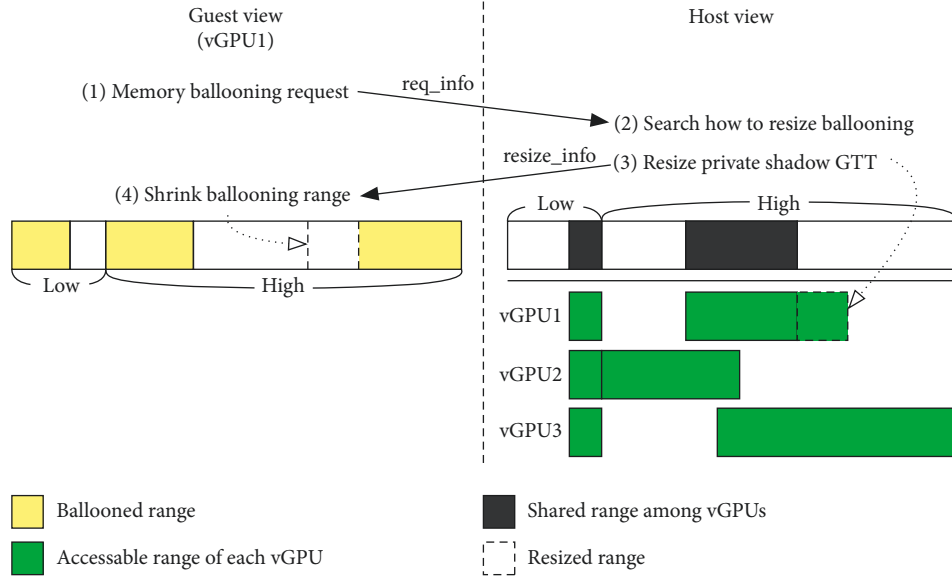 Guest view
(vGPU1)
Host view
(1) Memory ballooning request
req_info
(2) Search how to resize ballooning
resize_info
(3) Resize private shadow GTT
(4) Shrink ballooning range
Low
High
Low
High
vGPU1
vGPU2
vGPU3
Ballooned range
Shared range among vGPUs
Accessable range of each vGPU
Resized range